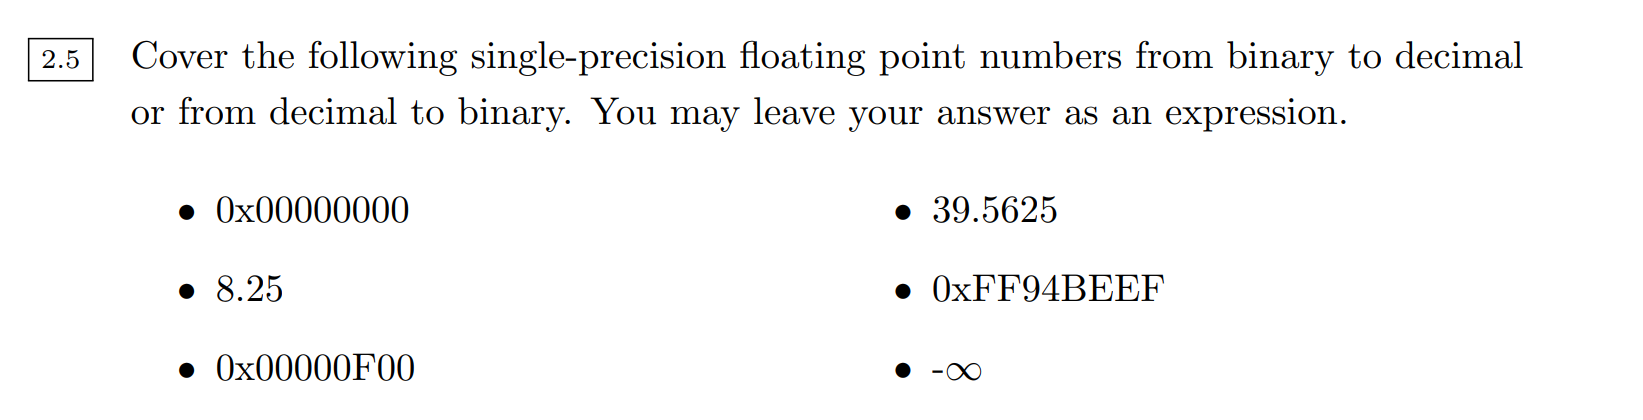 2.5 Cover the following single-precision floating point numbers from binary to decimal
or from decimal to binary. You may leave your answer as an expression.
• 0x00000000
• 8.25
• 0x00000F00
• 39.5625
• 0xFF94BEEF
• -∞